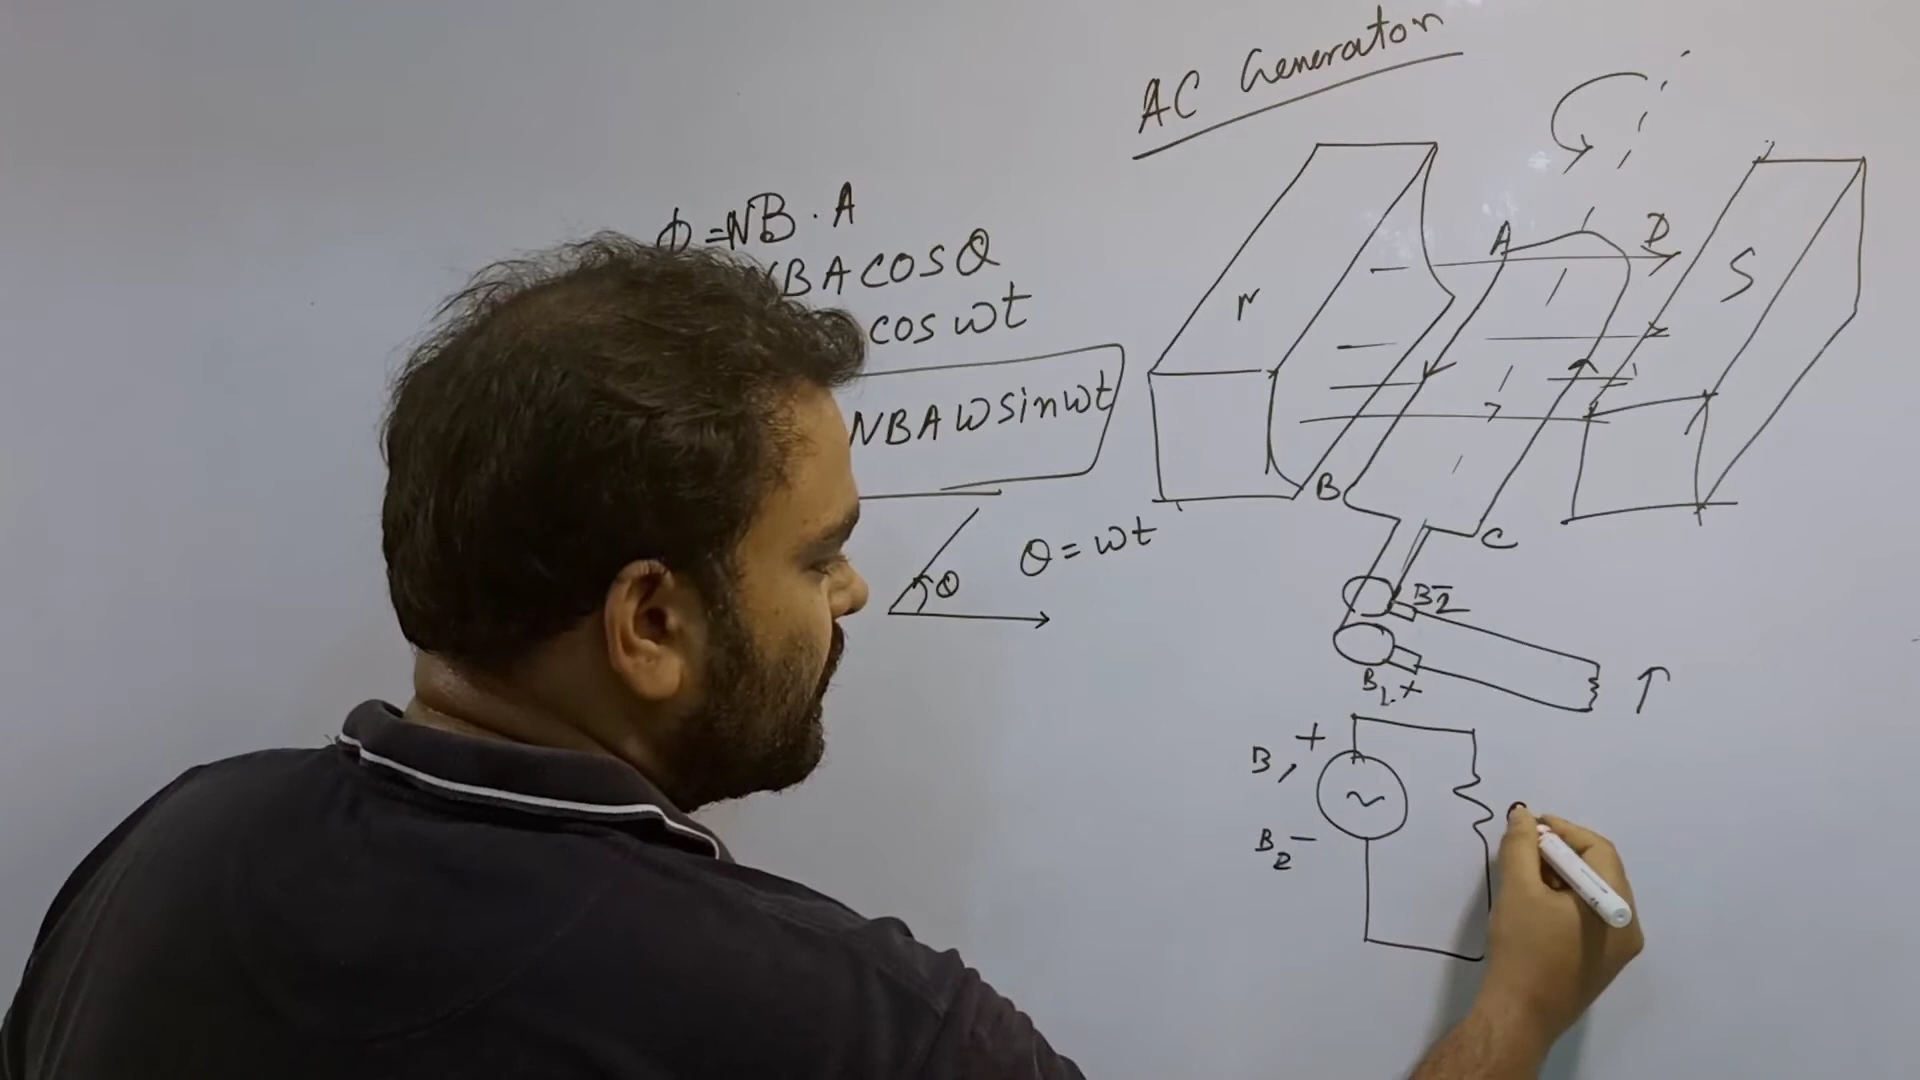 AC Generator
ϕ = NB · A
BA cos θ
cos ωt
NBAω sin ωt
θ
θ = ωt
N
S
A
D
B
C
B2 −
B1 +
B1 +
~
B2 −